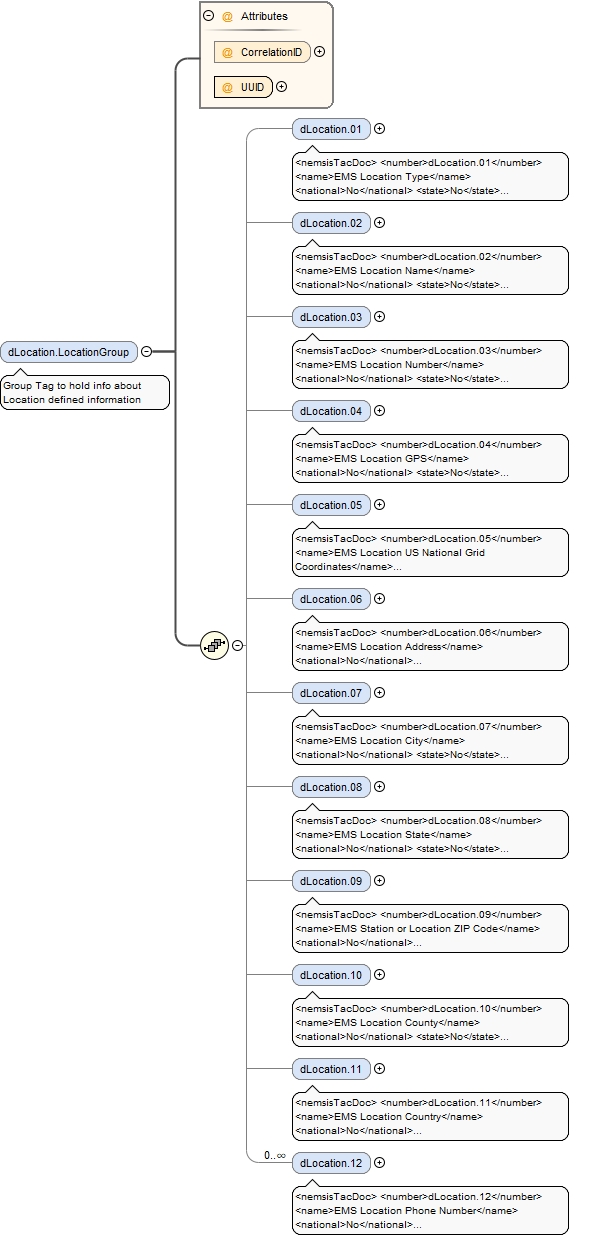 Attributes
@ CorrelationID
@ UUID
dLocation.01
<nemsisTacDoc> <number>dLocation.01</number>
<name>EMS Location Type</name>
<national>No</national> <state>No</state>...
dLocation.02
<nemsisTacDoc> <number>dLocation.02</number>
<name>EMS Location Name</name>
<national>No</national> <state>No</state>...
dLocation.03
<nemsisTacDoc> <number>dLocation.03</number>
<name>EMS Location Number</name>
<national>No</national> <state>No</state>...
dLocation.LocationGroup
Group Tag to hold info about
Location defined information
dLocation.04
<nemsisTacDoc> <number>dLocation.04</number>
<name>EMS Location GPS</name>
<national>No</national> <state>No</state>...
dLocation.05
<nemsisTacDoc> <number>dLocation.05</number>
<name>EMS Location US National Grid
Coordinates</name>...
dLocation.06
<nemsisTacDoc> <number>dLocation.06</number>
<name>EMS Location Address</name>
<national>No</national>...
dLocation.07
<nemsisTacDoc> <number>dLocation.07</number>
<name>EMS Location City</name>
<national>No</national> <state>No</state>...
dLocation.08
<nemsisTacDoc> <number>dLocation.08</number>
<name>EMS Location State</name>
<national>No</national> <state>No</state>...
dLocation.09
<nemsisTacDoc> <number>dLocation.09</number>
<name>EMS Station or Location ZIP Code</name>
<national>No</national>...
dLocation.10
<nemsisTacDoc> <number>dLocation.10</number>
<name>EMS Location County</name>
<national>No</national> <state>No</state>...
dLocation.11
<nemsisTacDoc> <number>dLocation.11</number>
<name>EMS Location Country</name>
<national>No</national>...
0..∞ dLocation.12
<nemsisTacDoc> <number>dLocation.12</number>
<name>EMS Location Phone Number</name>
<national>No</national>...